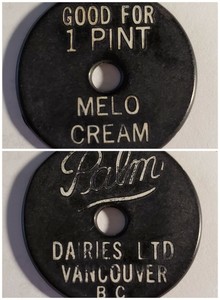 GOOD FOR
1 PINT
MELO
CREAM
Palm
DAIRIES LTD
VANCOUVER
B C